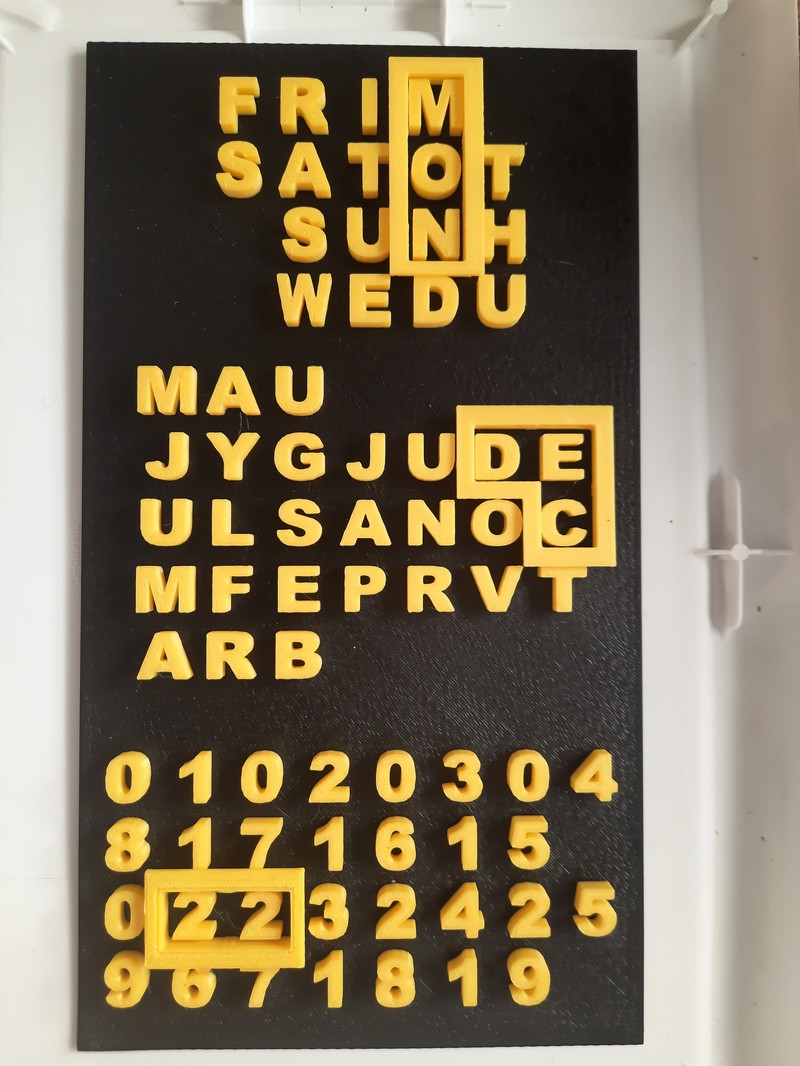 FRIM
SATOT
SUNH
WEDU
MAU
JYGJUDE
ULSANOC
MFEPRVT
ARB
01020304
8171615
02232425
9671819